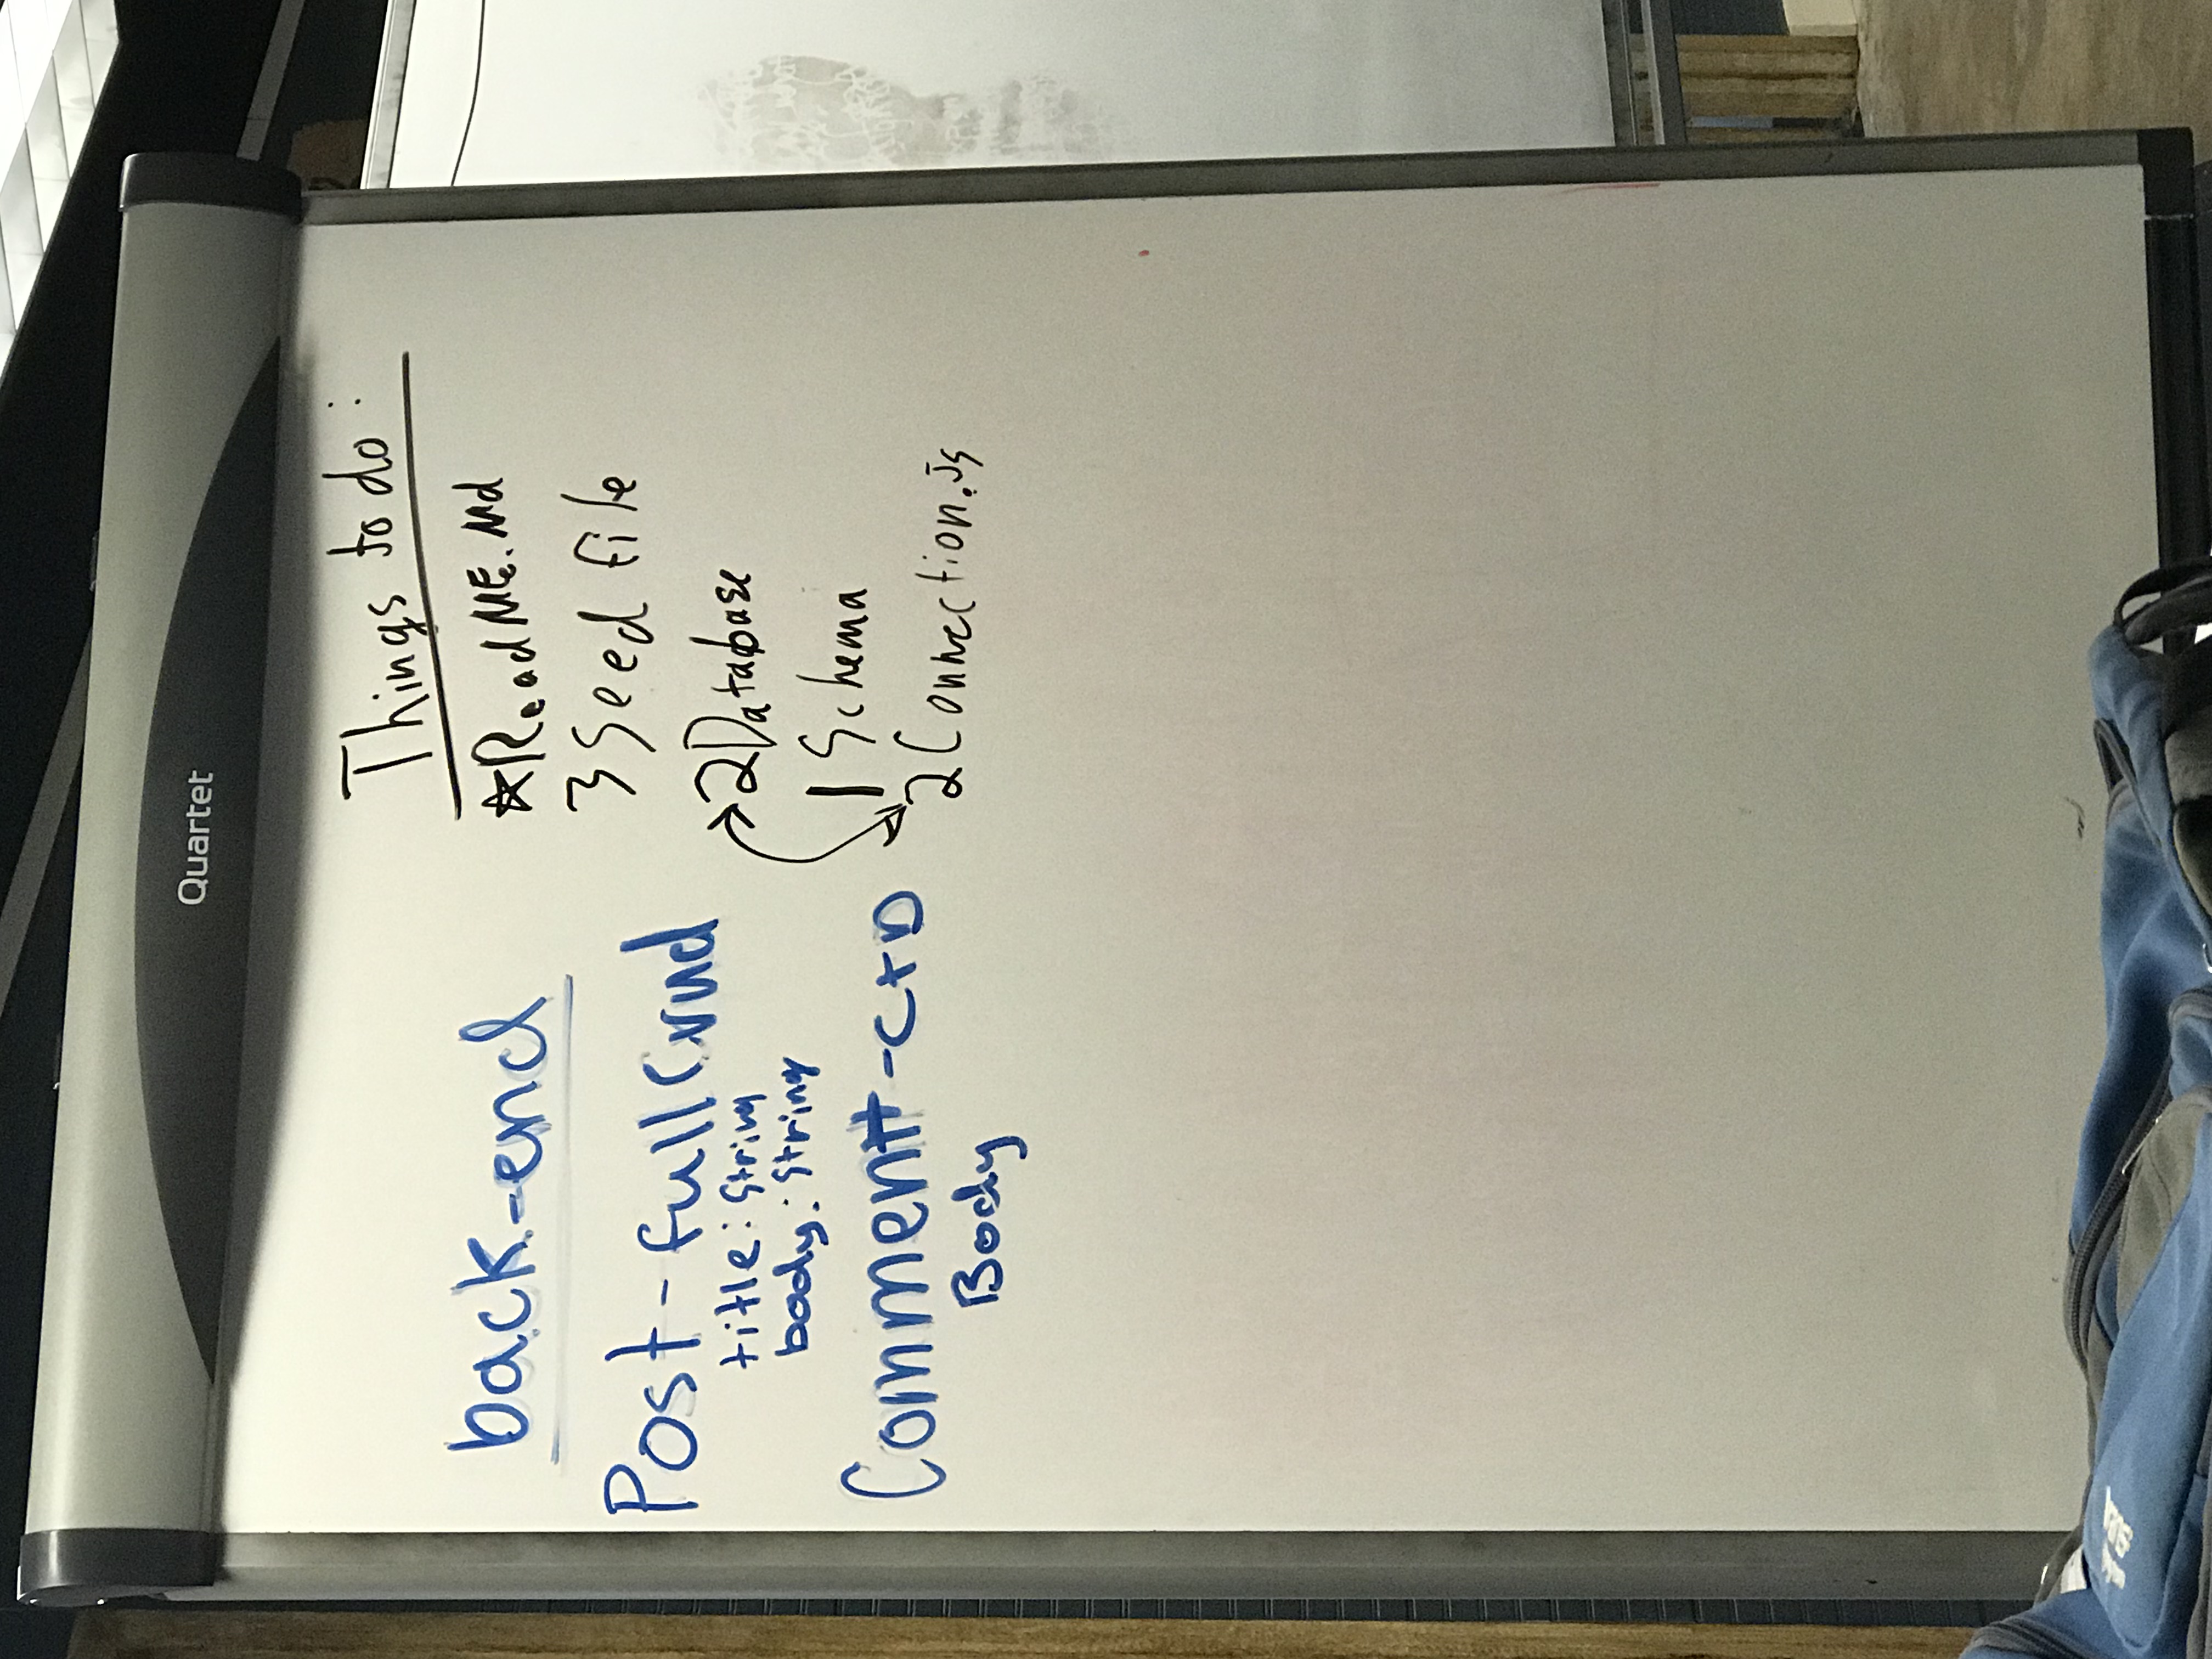 Quartet
back-end
Post - full Crud
title: String
body: String
Comment - C + D
Body
Things to do:
☆ ReadME.Md
3 Seed file
2 Database
1 Schema
2 Connection.js